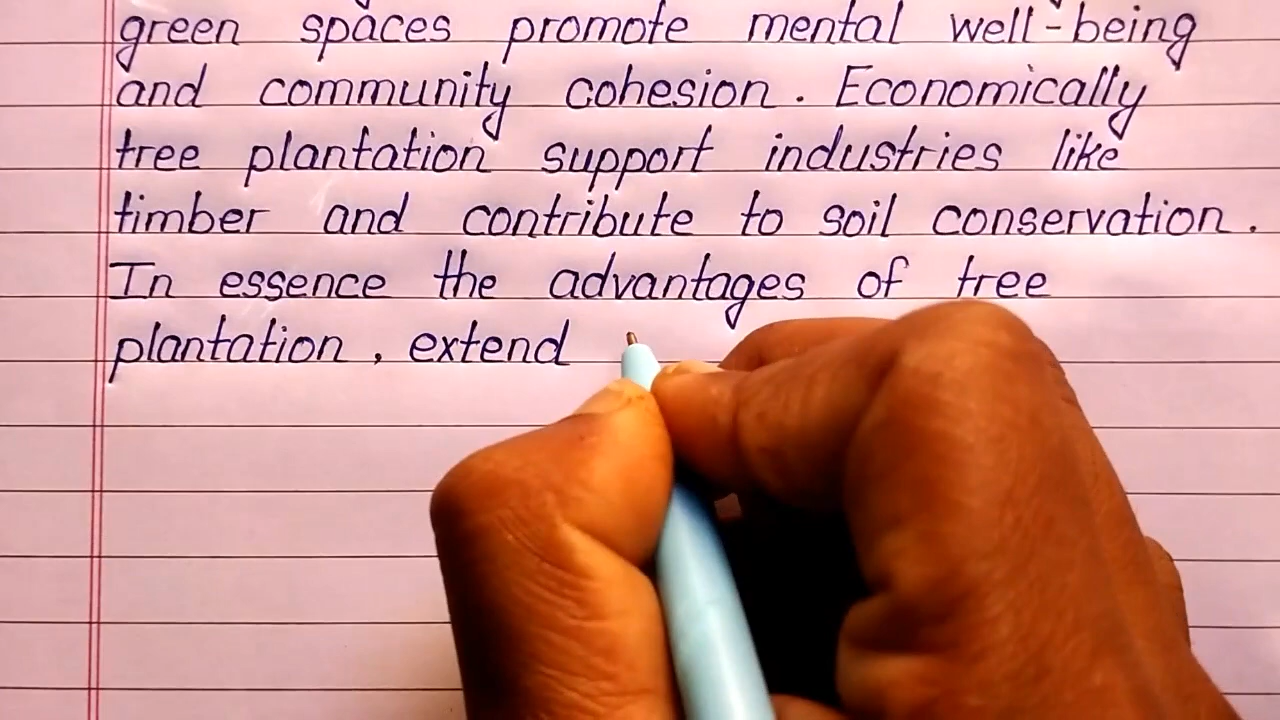 green spaces promote mental well-being
and community cohesion. Economically
tree plantation support industries like
timber and contribute to soil conservation.
In essence the advantages of tree
plantation, extend